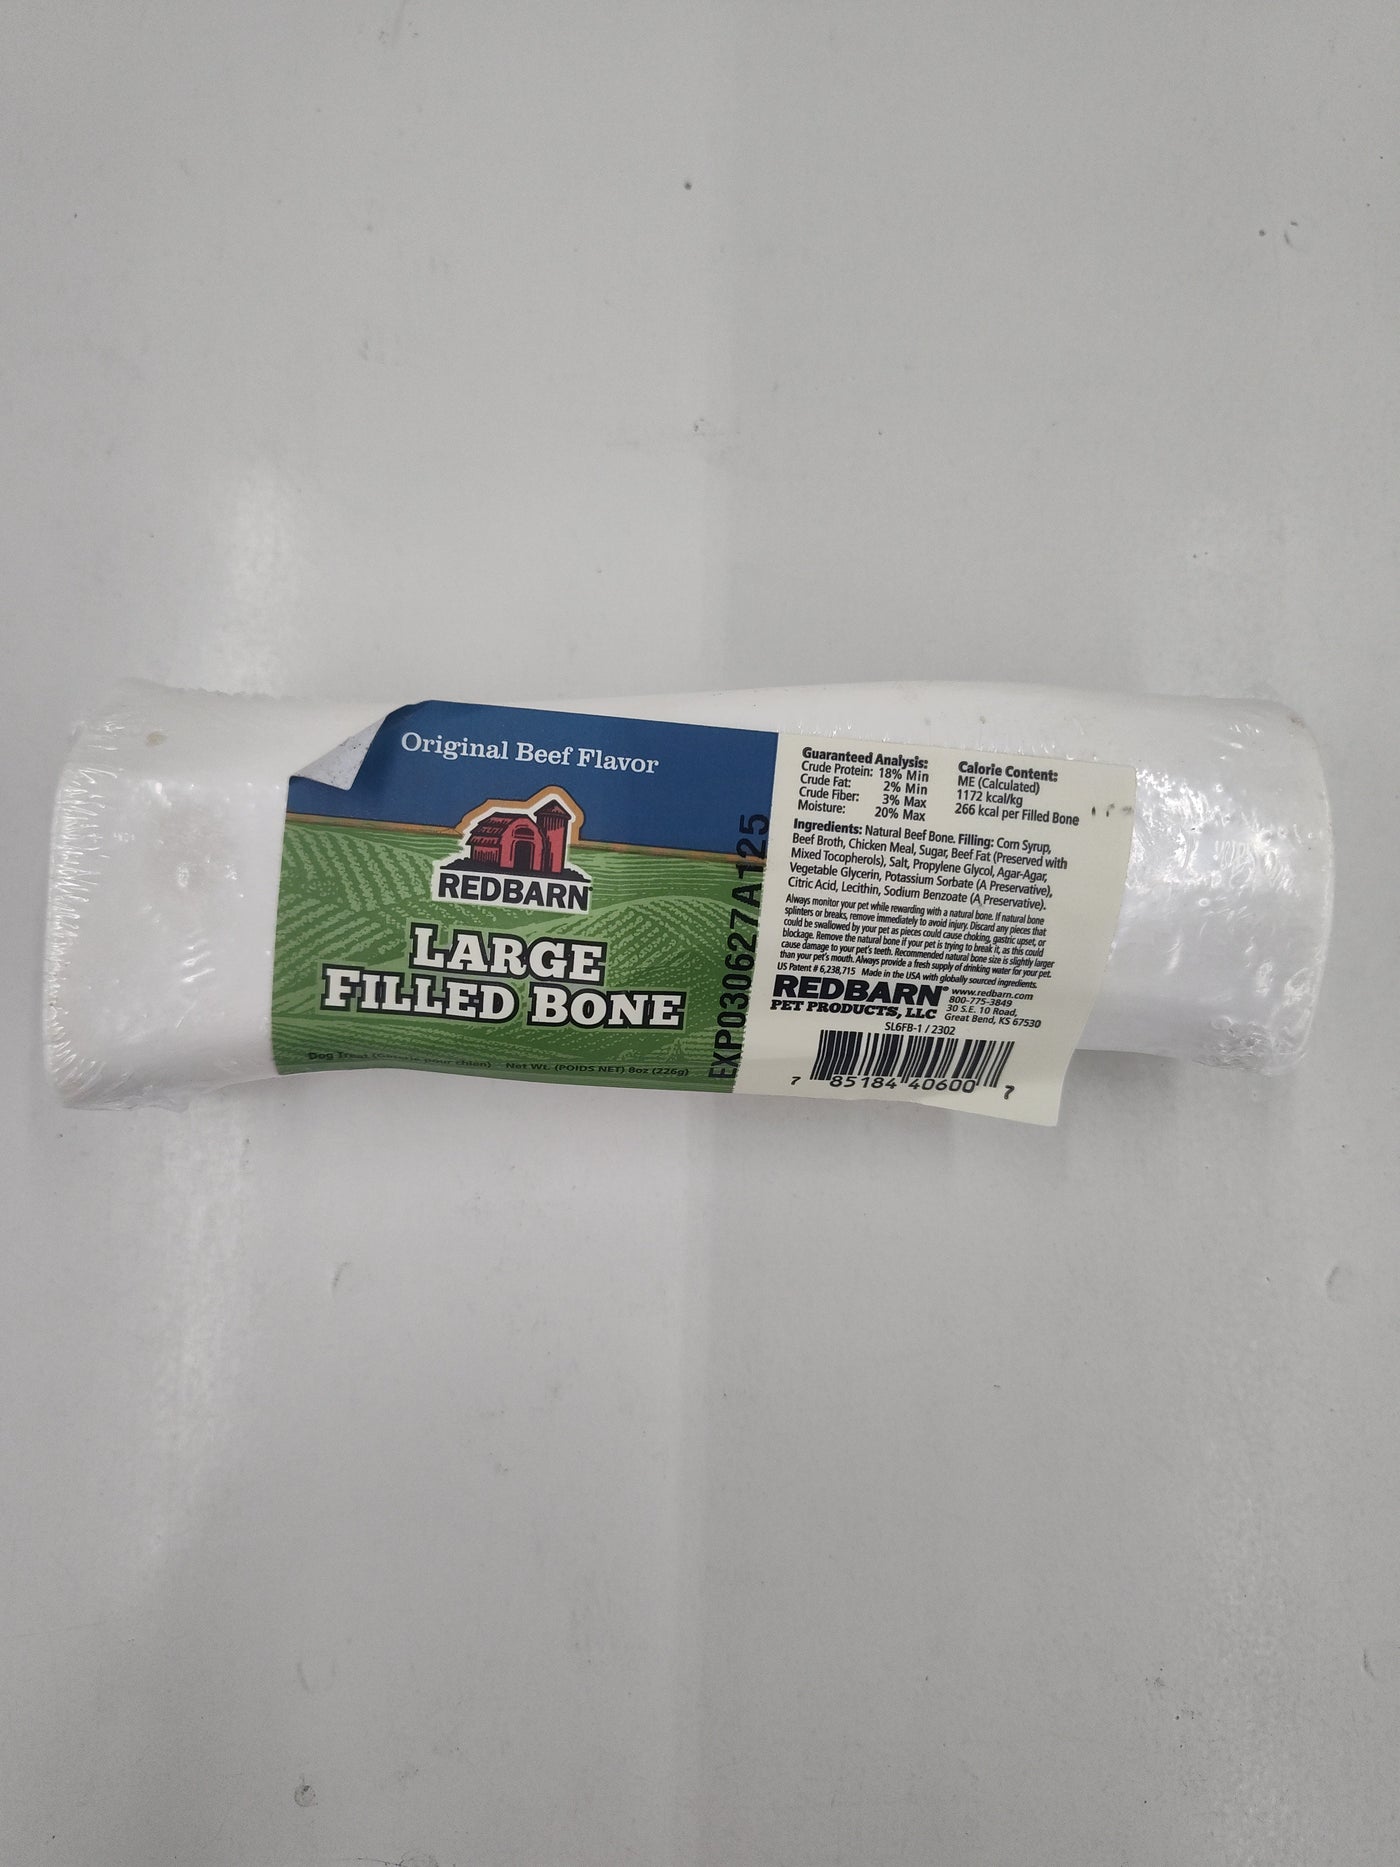 Original Beef Flavor
REDBARN
LARGE
FILLED BONE
Dog Treat (Gâterie pour chien) Net Wt. (POIDS NET) 8oz (226g)
EXP030627A125
Guaranteed Analysis:
Crude Protein: 18% Min
Crude Fat: 2% Min
Crude Fiber: 3% Max
Moisture: 20% Max
Calorie Content:
ME (Calculated)
1172 kcal/kg
266 kcal per Filled Bone
Ingredients: Natural Beef Bone. Filling: Corn Syrup,
Beef Broth, Chicken Meal, Sugar, Beef Fat (Preserved with
Mixed Tocopherols), Salt, Propylene Glycol, Agar-Agar,
Vegetable Glycerin, Potassium Sorbate (A Preservative),
Citric Acid, Lecithin, Sodium Benzoate (A Preservative).
Always monitor your pet while rewarding with a natural bone. If natural bone
splinters or breaks, remove immediately to avoid injury. Discard any pieces that
could be swallowed by your pet as pieces could cause choking, gastric upset, or
blockage. Remove the natural bone if your pet is trying to break it, as this could
cause damage to your pet's teeth. Recommended natural bone size is slightly larger
than your pet's mouth. Always provide a fresh supply of drinking water for your pet.
US Patent # 6,238,715 Made in the USA with globally sourced ingredients.
REDBARN®
PET PRODUCTS, LLC
www.redbarn.com
800-775-3849
30 S.E. 10 Road,
Great Bend, KS 67530
SL6FB-1 / 2302
7 85184 40600 7